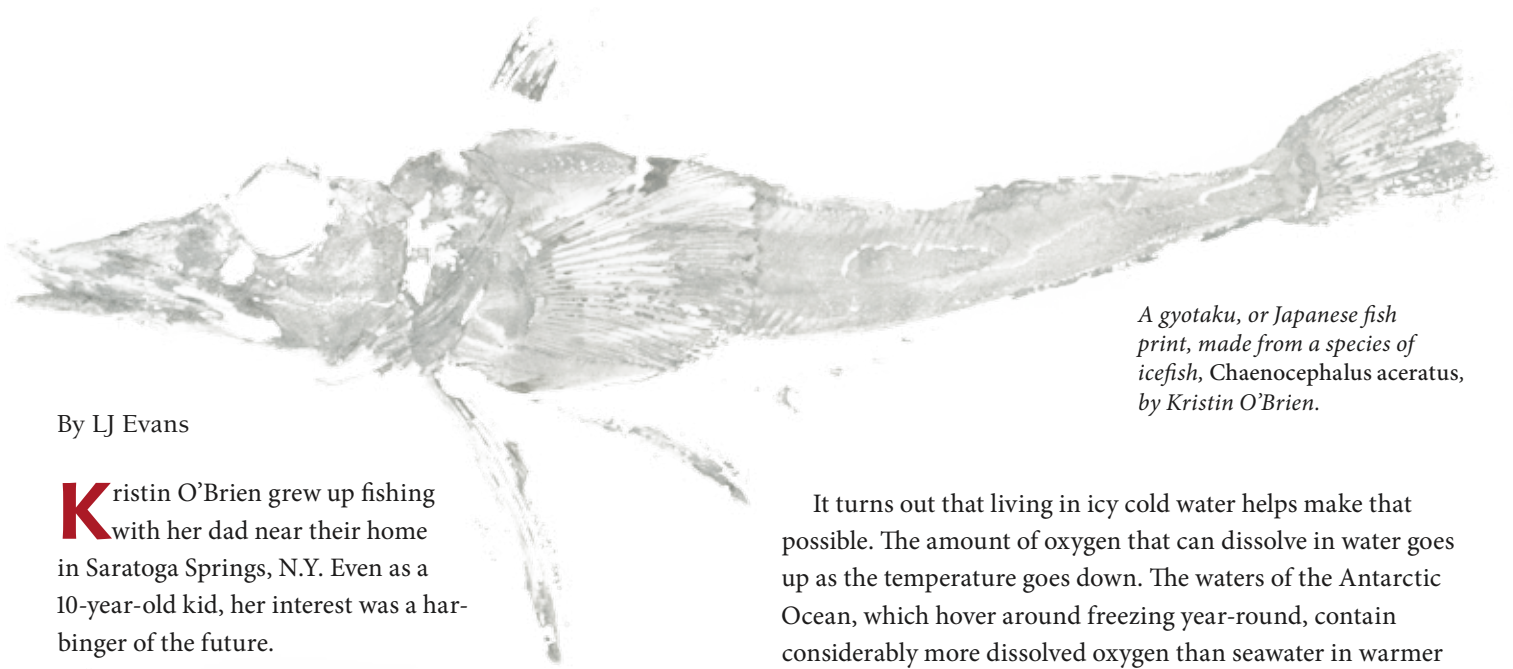 A gyotaku, or Japanese fish
print, made from a species of
icefish, Chaenocephalus aceratus,
by Kristin O’Brien.
By LJ Evans
Kristin O’Brien grew up fishing
with her dad near their home
in Saratoga Springs, N.Y. Even as a
10-year-old kid, her interest was a har-
binger of the future.
It turns out that living in icy cold water helps make that
possible. The amount of oxygen that can dissolve in water goes
up as the temperature goes down. The waters of the Antarctic
Ocean, which hover around freezing year-round, contain
considerably more dissolved oxygen than seawater in warmer